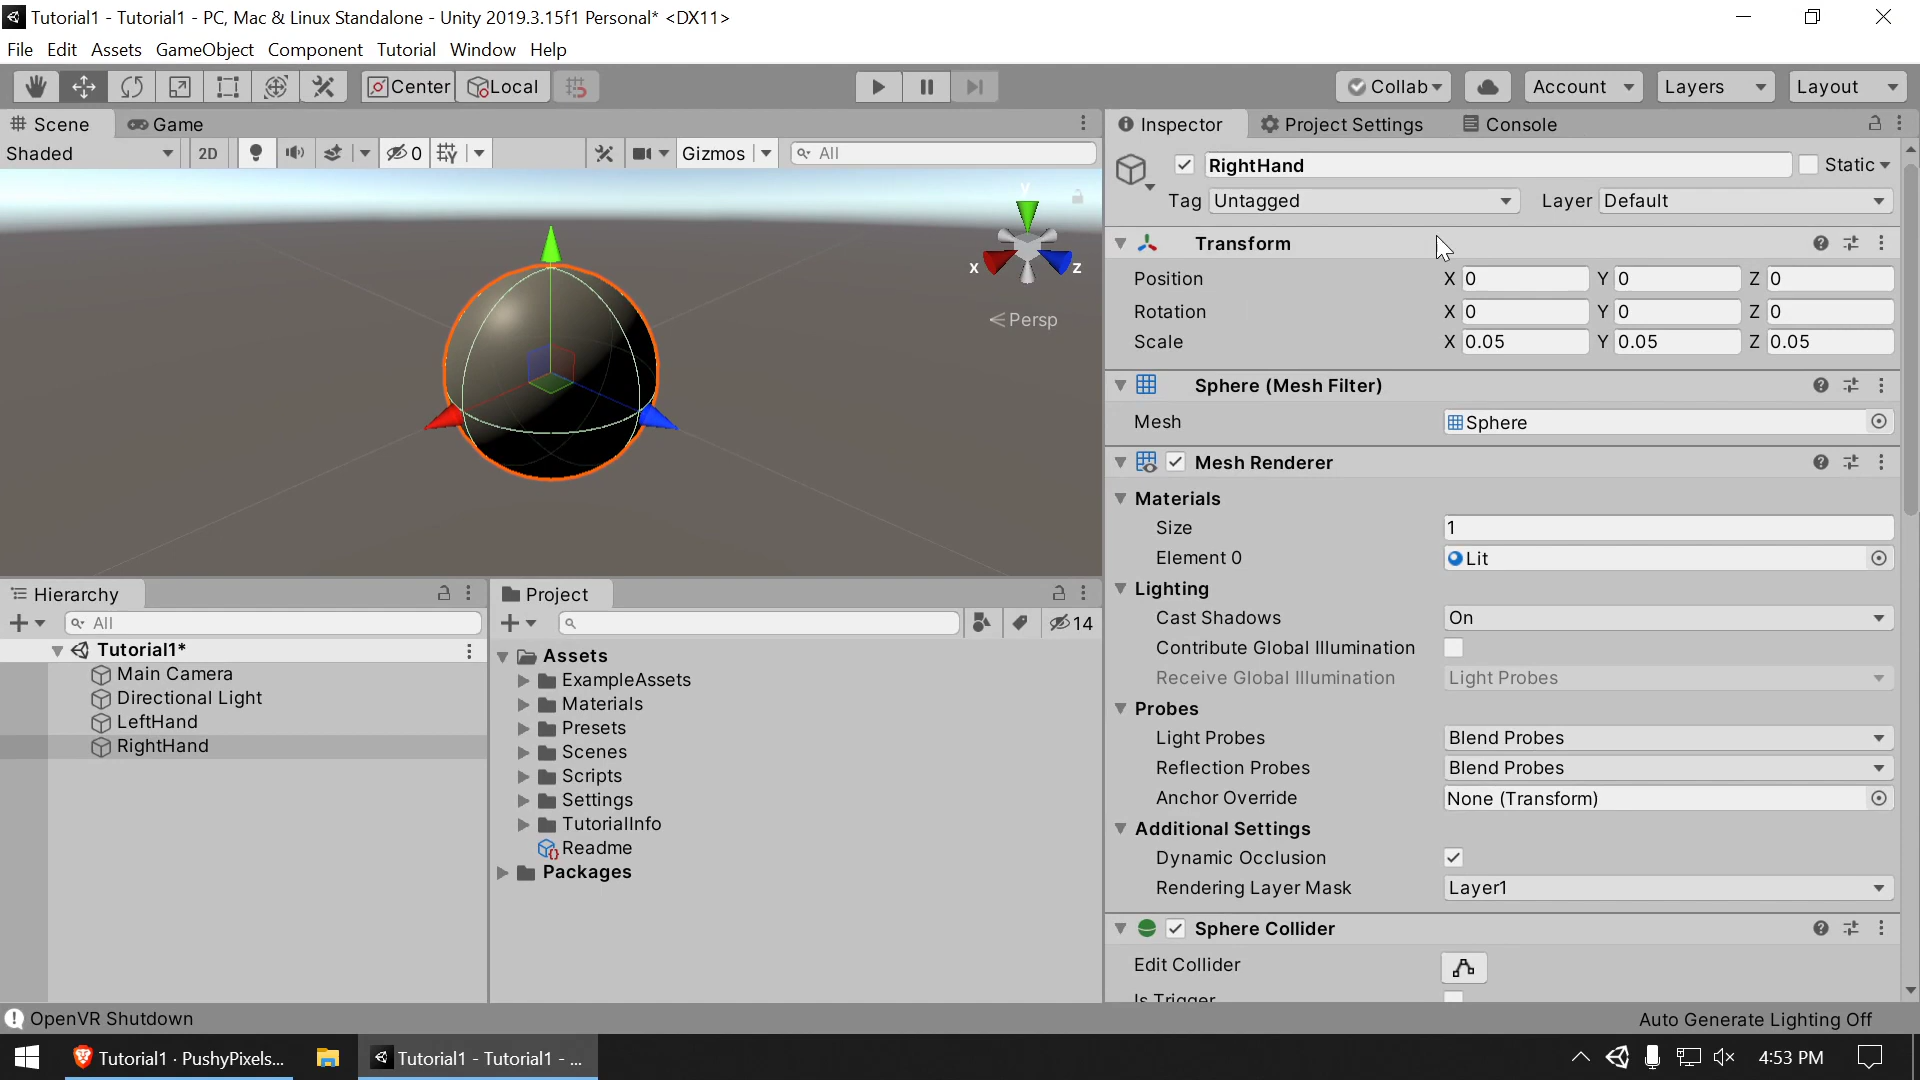 Tutorial1 - Tutorial1 - PC, Mac & Linux Standalone - Unity 2019.3.15f1 Personal* <DX11>
File Edit Assets GameObject Component Tutorial Window Help
Center Local Collab Account Layers Layout
Scene Game
Shaded 2D 0 Gizmos All
y
x z
Persp
Inspector Project Settings Console
RightHand Static
Tag Untagged Layer Default
Transform
Position X 0 Y 0 Z 0
Rotation X 0 Y 0 Z 0
Scale X 0.05 Y 0.05 Z 0.05
Sphere (Mesh Filter)
Mesh Sphere
Mesh Renderer
Materials
Size 1
Element 0 Lit
Lighting
Cast Shadows On
Contribute Global Illumination
Receive Global Illumination Light Probes
Probes
Light Probes Blend Probes
Reflection Probes Blend Probes
Anchor Override None (Transform)
Additional Settings
Dynamic Occlusion
Rendering Layer Mask Layer1
Sphere Collider
Edit Collider
Is Trigger
Hierarchy
All
Tutorial1*
Main Camera
Directional Light
LeftHand
RightHand
Project
14
Assets
ExampleAssets
Materials
Presets
Scenes
Scripts
Settings
TutorialInfo
Readme
Packages
OpenVR Shutdown Auto Generate Lighting Off
Tutorial1 · PushyPixels... Tutorial1 - Tutorial1 - ... 4:53 PM